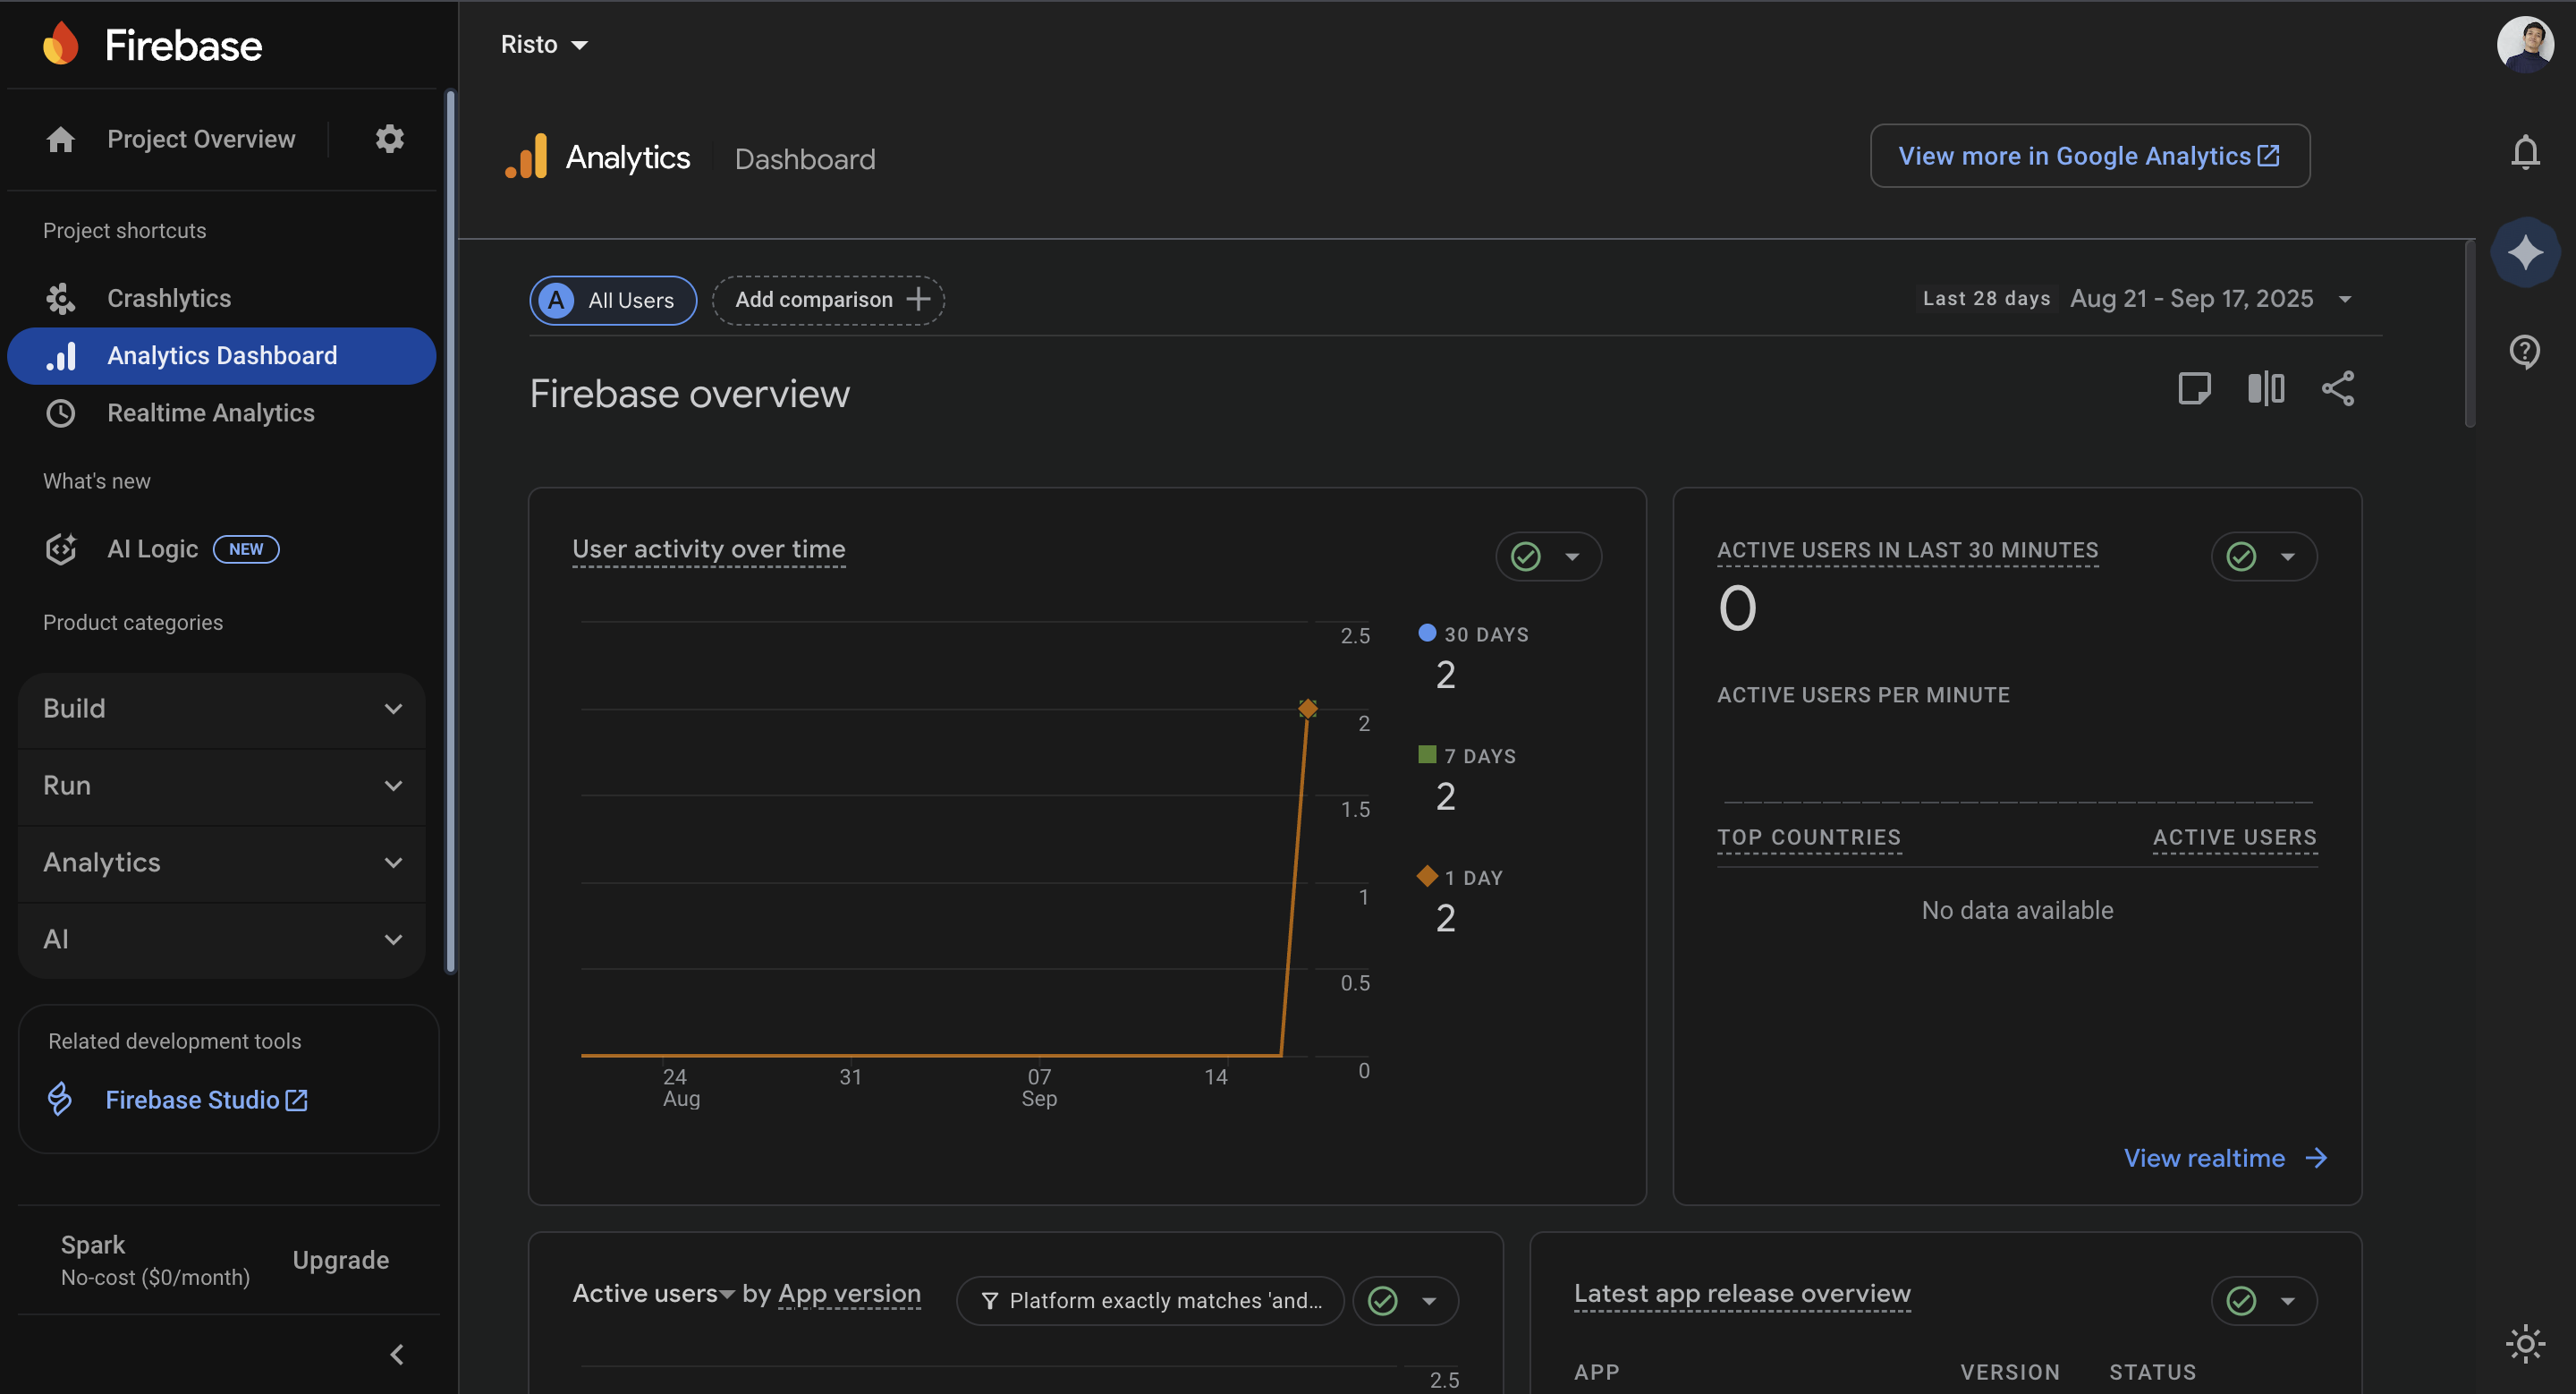 Firebase
Project Overview
Project shortcuts
Crashlytics
Analytics Dashboard
Realtime Analytics
What's new
AI Logic NEW
Product categories
Build
Run
Analytics
AI
Related development tools
Firebase Studio
Spark
No-cost ($0/month)
Upgrade
Risto
Analytics Dashboard
View more in Google Analytics
A All Users
Add comparison
Last 28 days Aug 21 - Sep 17, 2025
Firebase overview
User activity over time
2.5
2
1.5
1
0.5
0
24
Aug
31
07
Sep
14
30 DAYS
2
7 DAYS
2
1 DAY
2
ACTIVE USERS IN LAST 30 MINUTES
0
ACTIVE USERS PER MINUTE
TOP COUNTRIES ACTIVE USERS
No data available
View realtime
Active users by App version
Platform exactly matches 'and...
2.5
Latest app release overview
APP VERSION STATUS